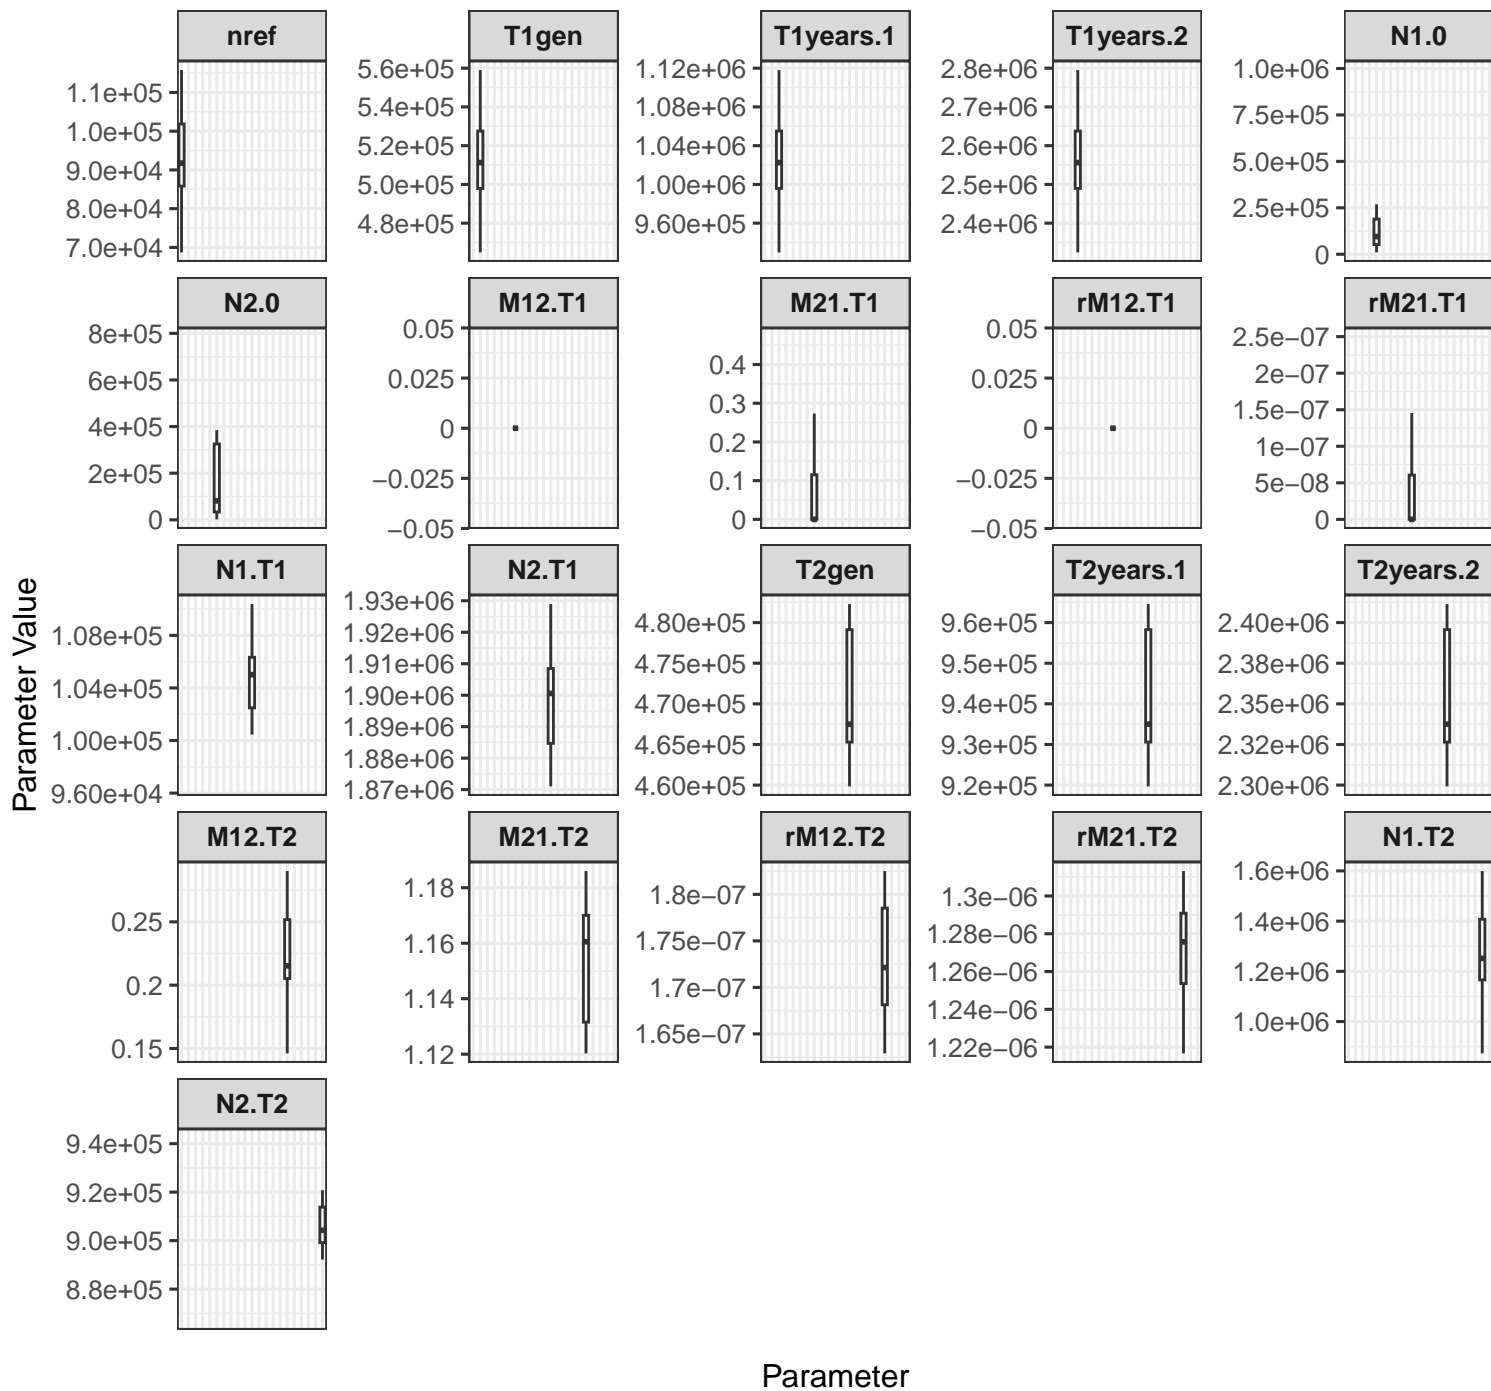 nref
T1gen
T1years.1
T1years.2
N1.0
1.1e+05
1.0e+05
9.0e+04
8.0e+04
7.0e+04
5.6e+05
5.4e+05
5.2e+05
5.0e+05
4.8e+05
1.12e+06
1.08e+06
1.04e+06
1.00e+06
9.60e+05
2.8e+06
2.7e+06
2.6e+06
2.5e+06
2.4e+06
1.0e+06
7.5e+05
5.0e+05
2.5e+05
0
N2.0
M12.T1
M21.T1
rM12.T1
rM21.T1
8e+05
6e+05
4e+05
2e+05
0
0.05
0.025
0
−0.025
−0.05
0.4
0.3
0.2
0.1
0
0.05
0.025
0
−0.025
−0.05
2.5e−07
2e−07
1.5e−07
1e−07
5e−08
0
N1.T1
N2.T1
T2gen
T2years.1
T2years.2
1.08e+05
1.04e+05
1.00e+05
9.60e+04
1.93e+06
1.92e+06
1.91e+06
1.90e+06
1.89e+06
1.88e+06
1.87e+06
4.80e+05
4.75e+05
4.70e+05
4.65e+05
4.60e+05
9.6e+05
9.5e+05
9.4e+05
9.3e+05
9.2e+05
2.40e+06
2.38e+06
2.35e+06
2.32e+06
2.30e+06
M12.T2
M21.T2
rM12.T2
rM21.T2
N1.T2
0.25
0.2
0.15
1.18
1.16
1.14
1.12
1.8e−07
1.75e−07
1.7e−07
1.65e−07
1.3e−06
1.28e−06
1.26e−06
1.24e−06
1.22e−06
1.6e+06
1.4e+06
1.2e+06
1.0e+06
N2.T2
9.4e+05
9.2e+05
9.0e+05
8.8e+05
Parameter Value
Parameter